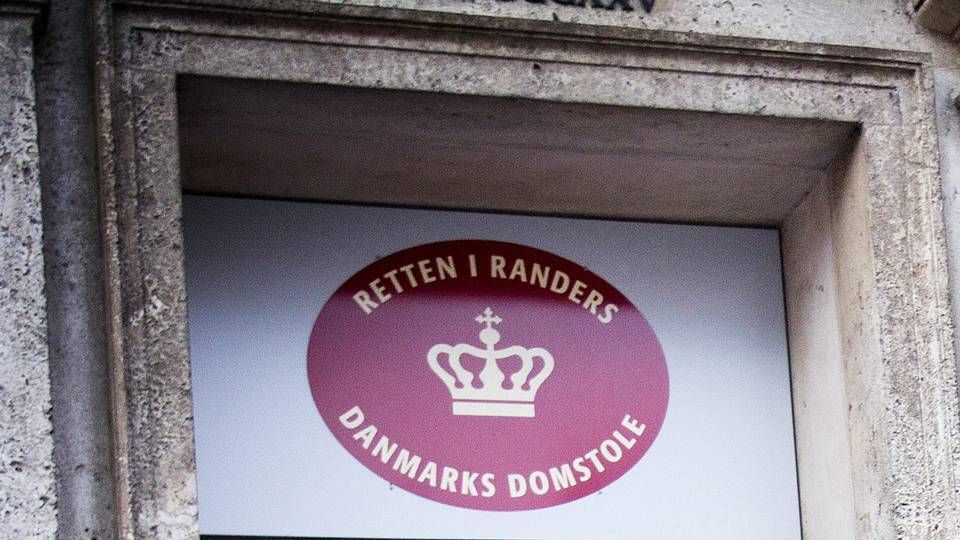 RETTEN I RANDERS
DANMARKS DOMSTOLE